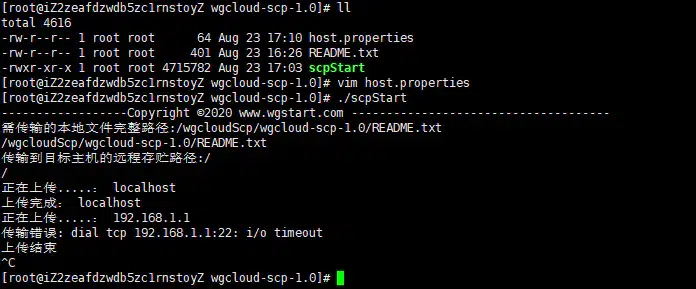 [root@iZ2zeafdzwdb5zc1rnstoyZ wgcloud-scp-1.0]# ll
total 4616
-rw-r--r-- 1 root root      64 Aug 23 17:10 host.properties
-rw-r--r-- 1 root root     401 Aug 23 16:26 README.txt
-rwxr-xr-x 1 root root 4715782 Aug 23 17:03 scpStart
[root@iZ2zeafdzwdb5zc1rnstoyZ wgcloud-scp-1.0]# vim host.properties
[root@iZ2zeafdzwdb5zc1rnstoyZ wgcloud-scp-1.0]# ./scpStart
------------------Copyright ©2020 www.wgstart.com -------------------------------------
需传输的本地文件完整路径:/wgcloudScp/wgcloud-scp-1.0/README.txt
/wgcloudScp/wgcloud-scp-1.0/README.txt
传输到目标主机的远程存贮路径:/
/
正在上传.....： localhost
上传完成： localhost
正在上传.....： 192.168.1.1
传输错误: dial tcp 192.168.1.1:22: i/o timeout
上传结束
^C
[root@iZ2zeafdzwdb5zc1rnstoyZ wgcloud-scp-1.0]#